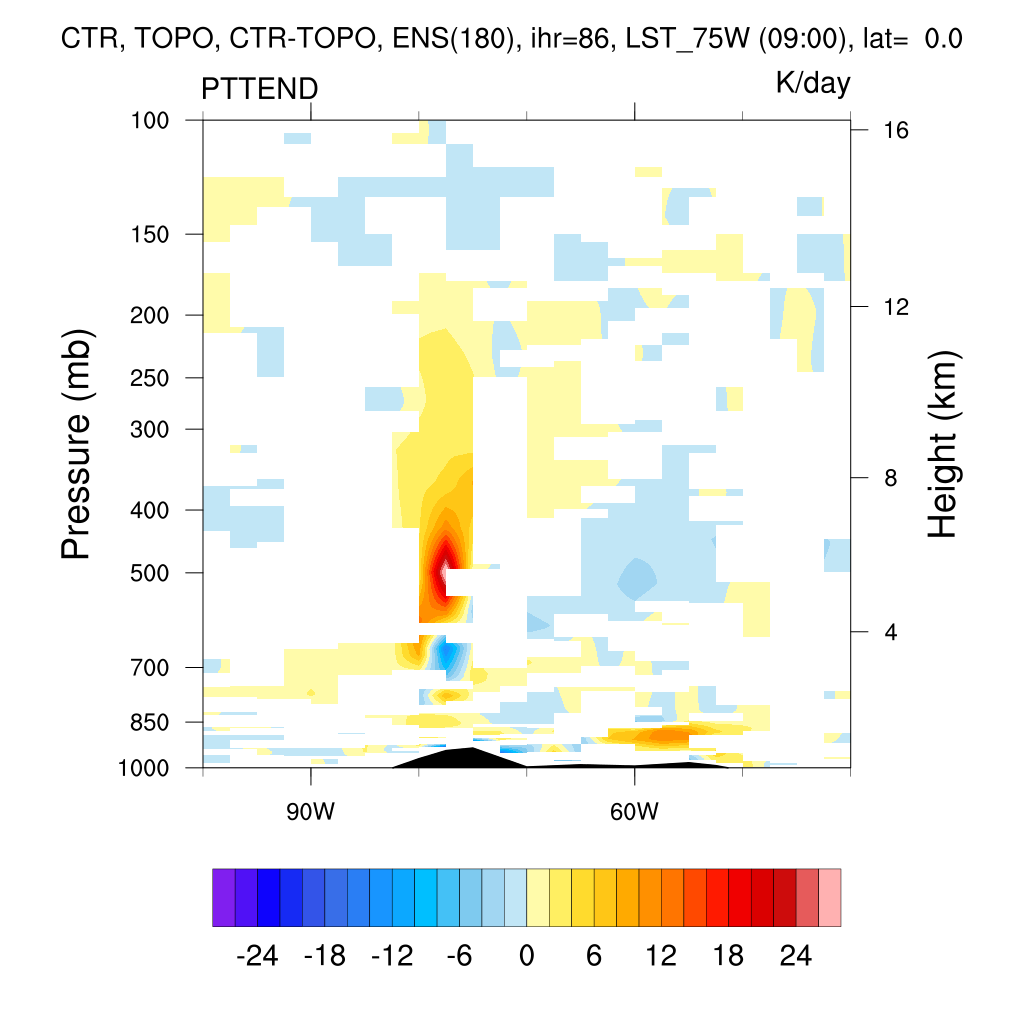 CTR, TOPO, CTR-TOPO, ENS(180), ihr=86, LST_75W (09:00), lat= 0.0
PTTEND K/day
100
150
200
250
300
400
500
700
850
1000
Pressure (mb)
16
12
8
4
Height (km)
90W 60W
-24 -18 -12 -6 0 6 12 18 24